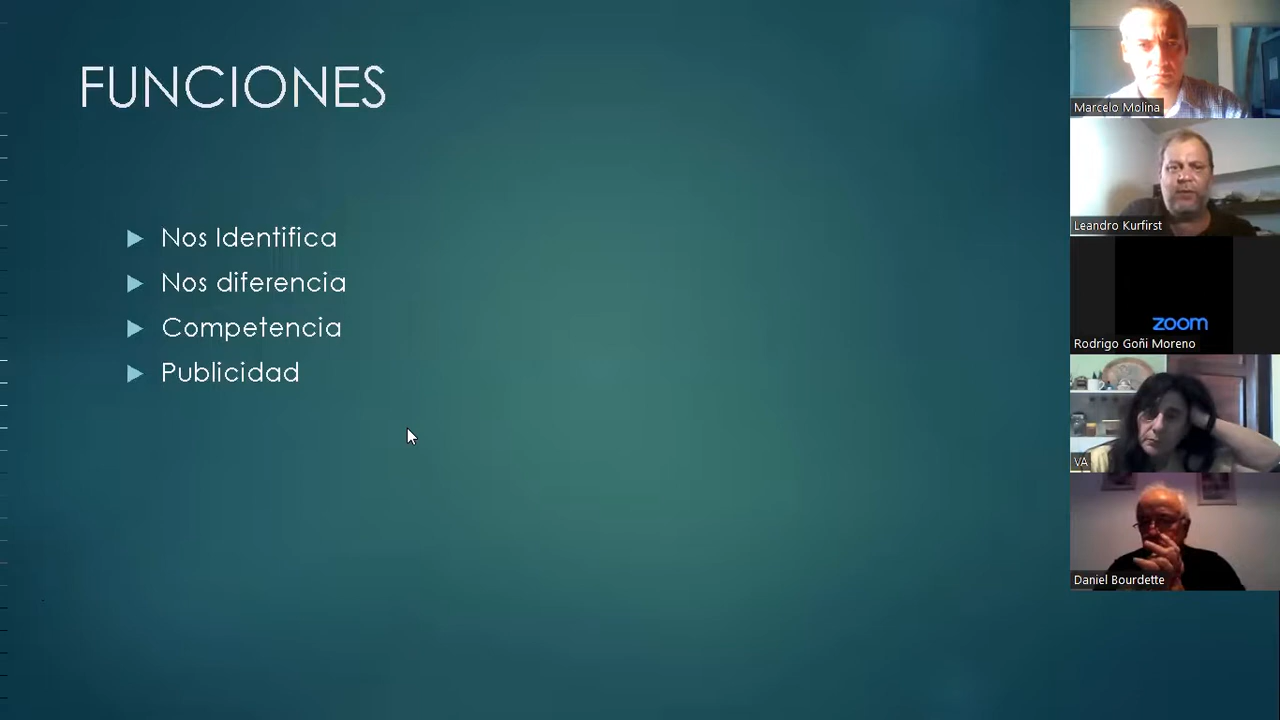 FUNCIONES
Nos Identifica
Nos diferencia
Competencia
Publicidad
Marcelo Molina
Leandro Kurfirst
zoom
Rodrigo Goñi Moreno
VA
Daniel Bourdette